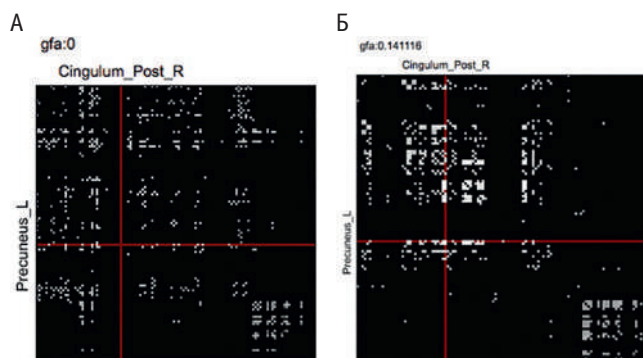 А
gfa:0
Cingulum_Post_R
Precuneus_L
Б
gfa:0.141116
Cingulum_Post_R
Precuneus_L